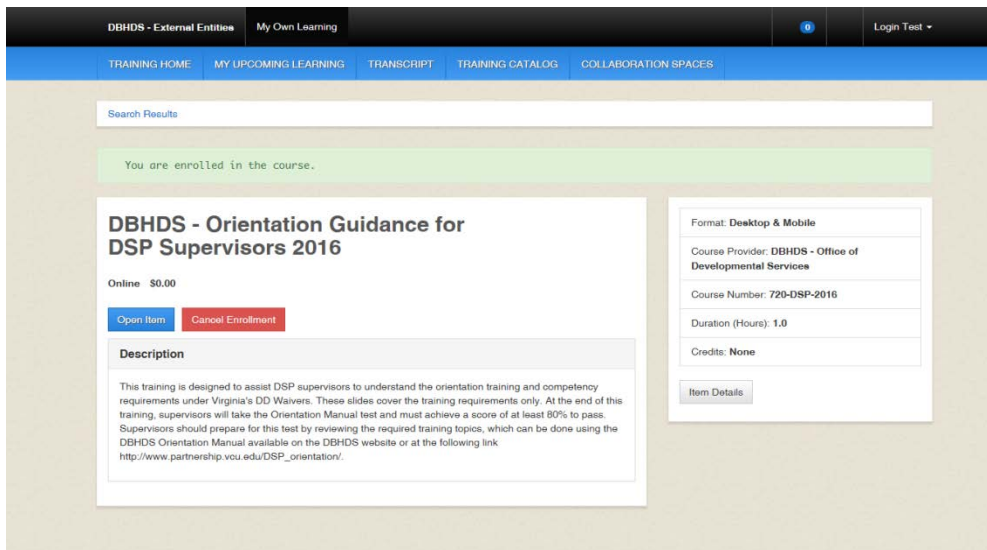 DBHDS - External Entities My Own Learning 0 Login Test
TRAINING HOME MY UPCOMING LEARNING TRANSCRIPT TRAINING CATALOG COLLABORATION SPACES
Search Results
You are enrolled in the course.
DBHDS - Orientation Guidance for
DSP Supervisors 2016
Online $0.00
Open Item Cancel Enrollment
Description
This training is designed to assist DSP supervisors to understand the orientation training and competency
requirements under Virginia's DD Waivers. These slides cover the training requirements only. At the end of this
training, supervisors will take the Orientation Manual test and must achieve a score of at least 80% to pass.
Supervisors should prepare for this test by reviewing the required training topics, which can be done using the
DBHDS Orientation Manual available on the DBHDS website or at the following link
http://www.partnership.vcu.edu/DSP_orientation/.
Format: Desktop & Mobile
Course Provider: DBHDS - Office of
Developmental Services
Course Number: 720-DSP-2016
Duration (Hours): 1.0
Credits: None
Item Details